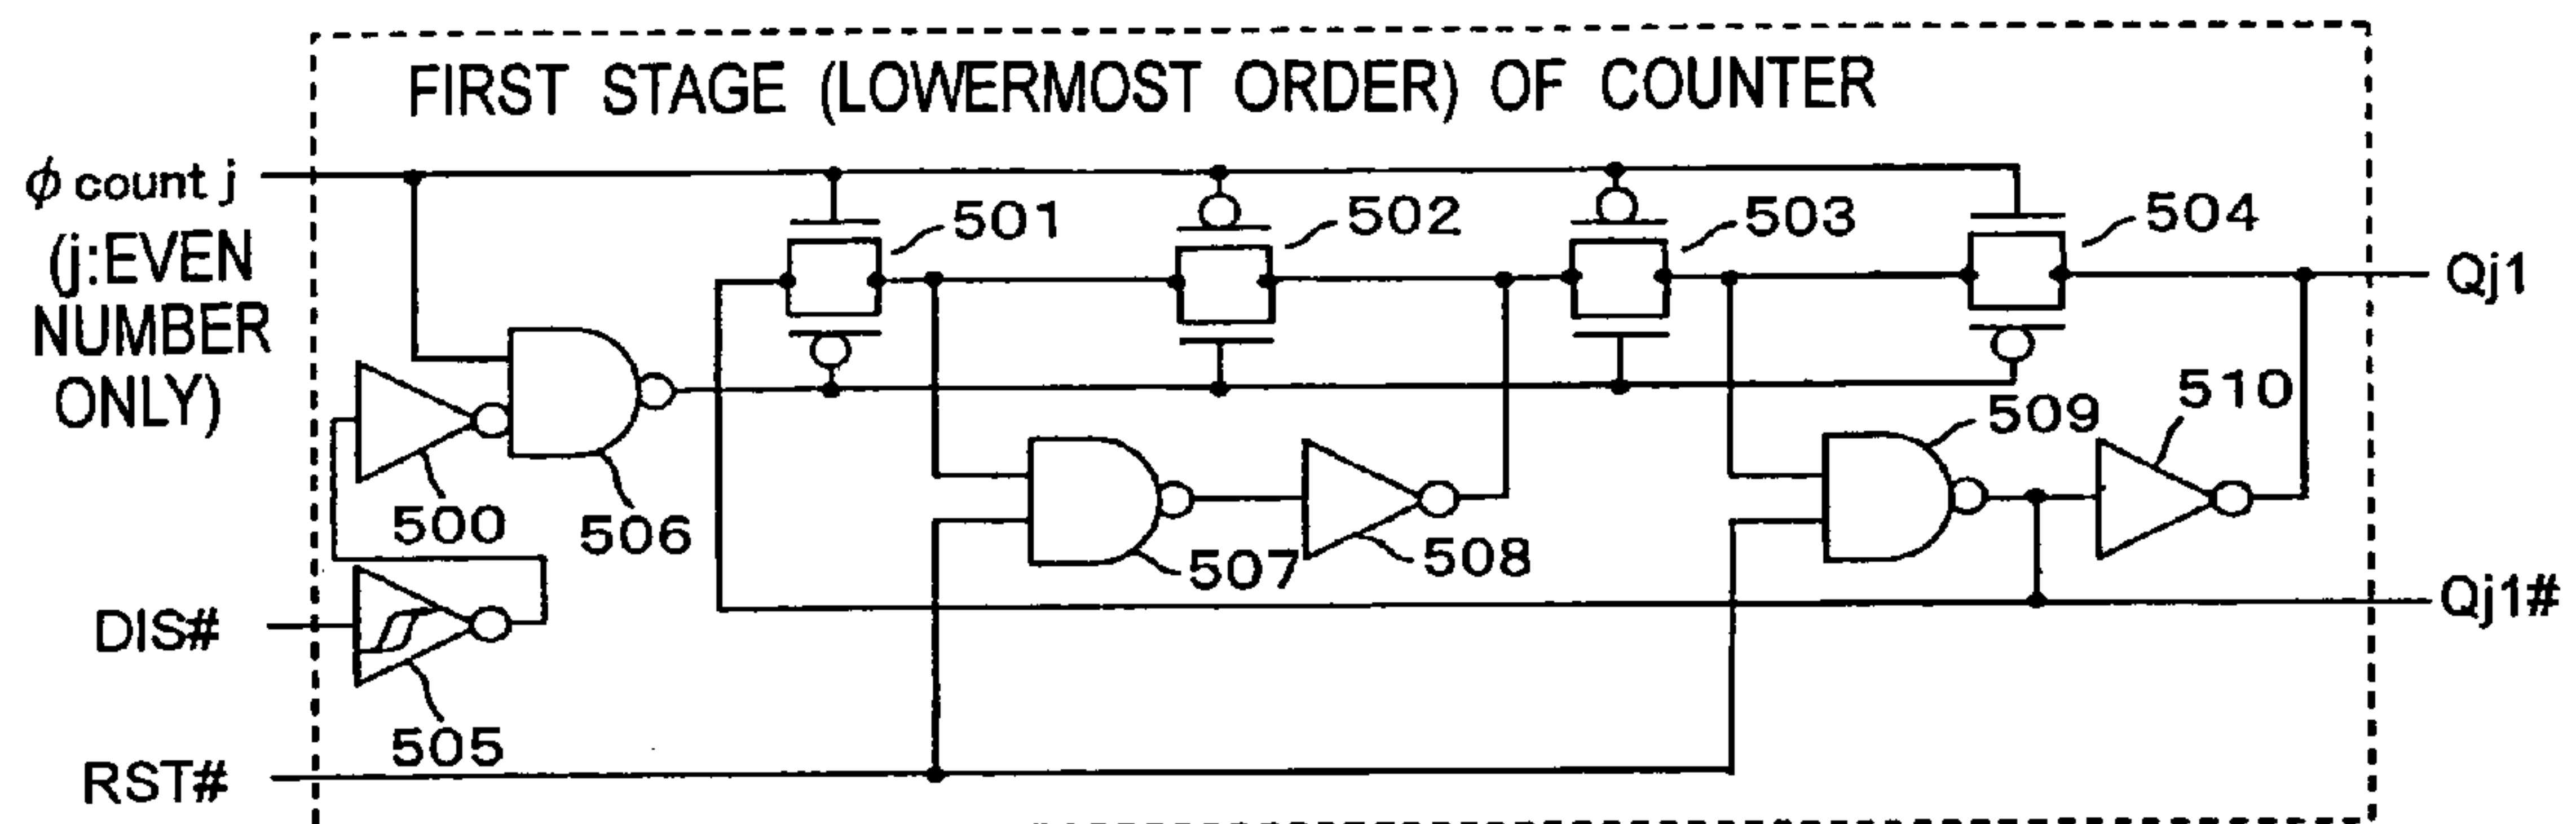 FIRST STAGE (LOWERMOST ORDER) OF COUNTER
ϕ count j
(j:EVEN
NUMBER
ONLY)
501
502
503
504
Qj1
500
506
507
508
509
510
DIS#
505
Qj1#
RST#